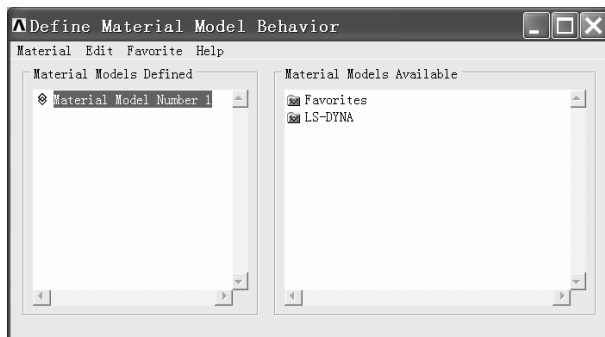 Define Material Model Behavior
Material Edit Favorite Help
Material Models Defined
Material Model Number 1
Material Models Available
Favorites
LS-DYNA